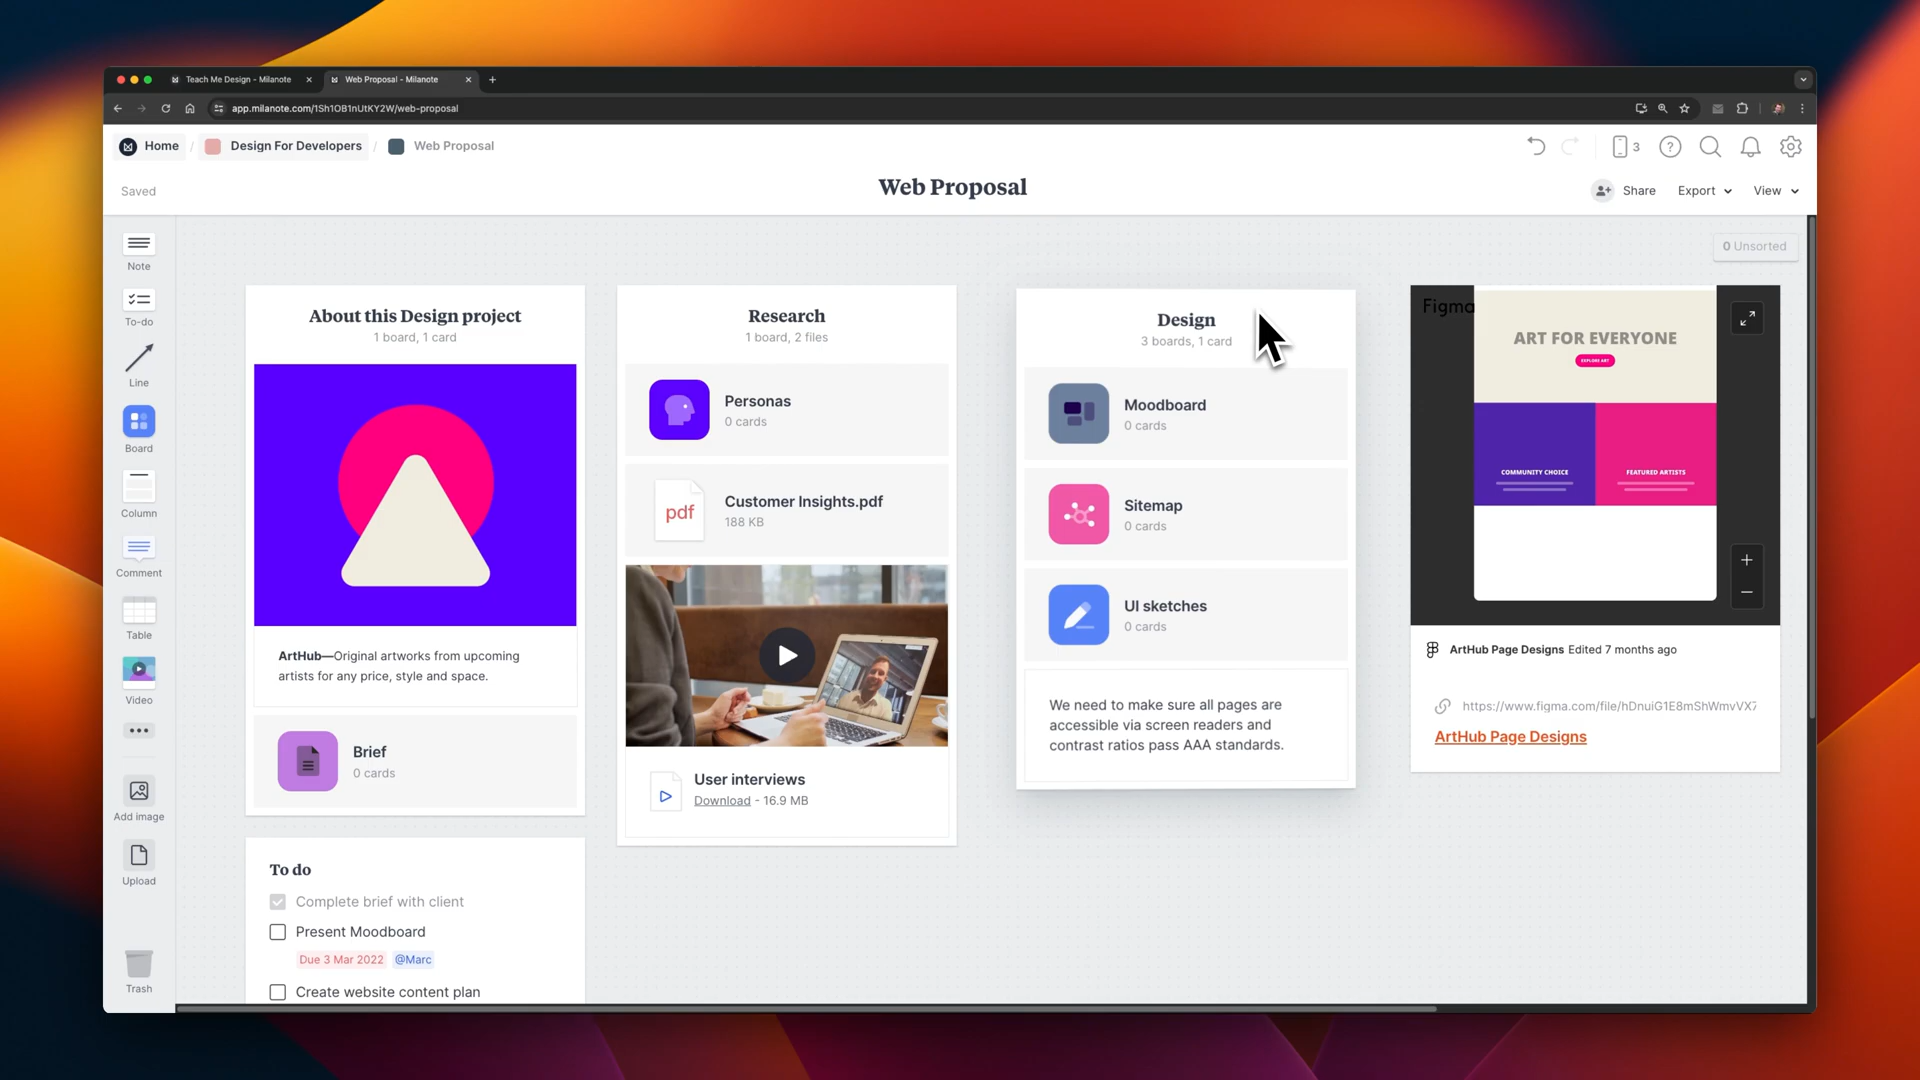 Teach Me Design - Milanote
Web Proposal - Milanote
app.milanote.com/1Sh1OB1nUtKY2W/web-proposal
Home / Design For Developers / Web Proposal
3
Saved
Web Proposal
Share
Export
View
0 Unsorted
Note
To-do
Line
Board
Column
Comment
Table
Video
Add image
Upload
Trash
About this Design project
1 board, 1 card
ArtHub—Original artworks from upcoming
artists for any price, style and space.
Brief
0 cards
To do
Complete brief with client
Present Moodboard
Due 3 Mar 2022 @Marc
Create website content plan
Research
1 board, 2 files
Personas
0 cards
pdf
Customer Insights.pdf
188 KB
User interviews
Download - 16.9 MB
Design
3 boards, 1 card
Moodboard
0 cards
Sitemap
0 cards
UI sketches
0 cards
We need to make sure all pages are
accessible via screen readers and
contrast ratios pass AAA standards.
Figma
ART FOR EVERYONE
EXPLORE ART
COMMUNITY CHOICE
FEATURED ARTISTS
ArtHub Page Designs Edited 7 months ago
https://www.figma.com/file/hDnuiG1E8mShWmvVX7
ArtHub Page Designs